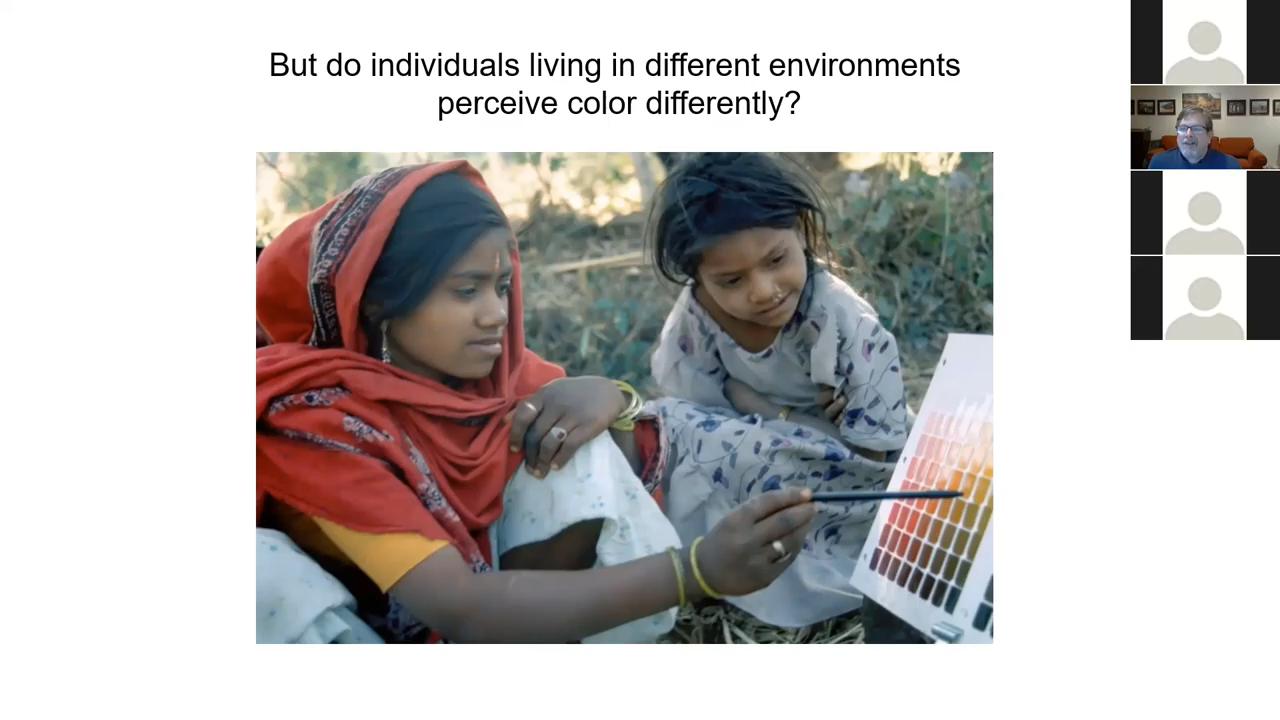 But do individuals living in different environments
perceive color differently?